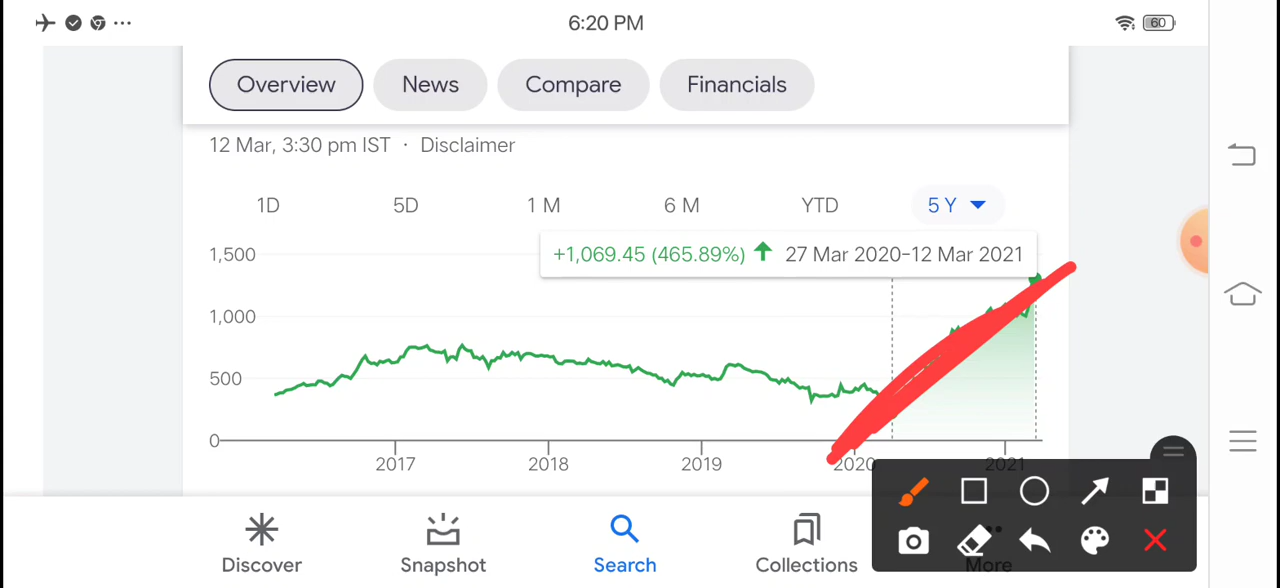 6:20 PM
60
Overview News Compare Financials
12 Mar, 3:30 pm IST · Disclaimer
1D 5D 1 M 6 M YTD 5 Y
+1,069.45 (465.89%) 27 Mar 2020–12 Mar 2021
1,500
1,000
500
0
2017 2018 2019 2020 2021
Discover Snapshot Search Collections More